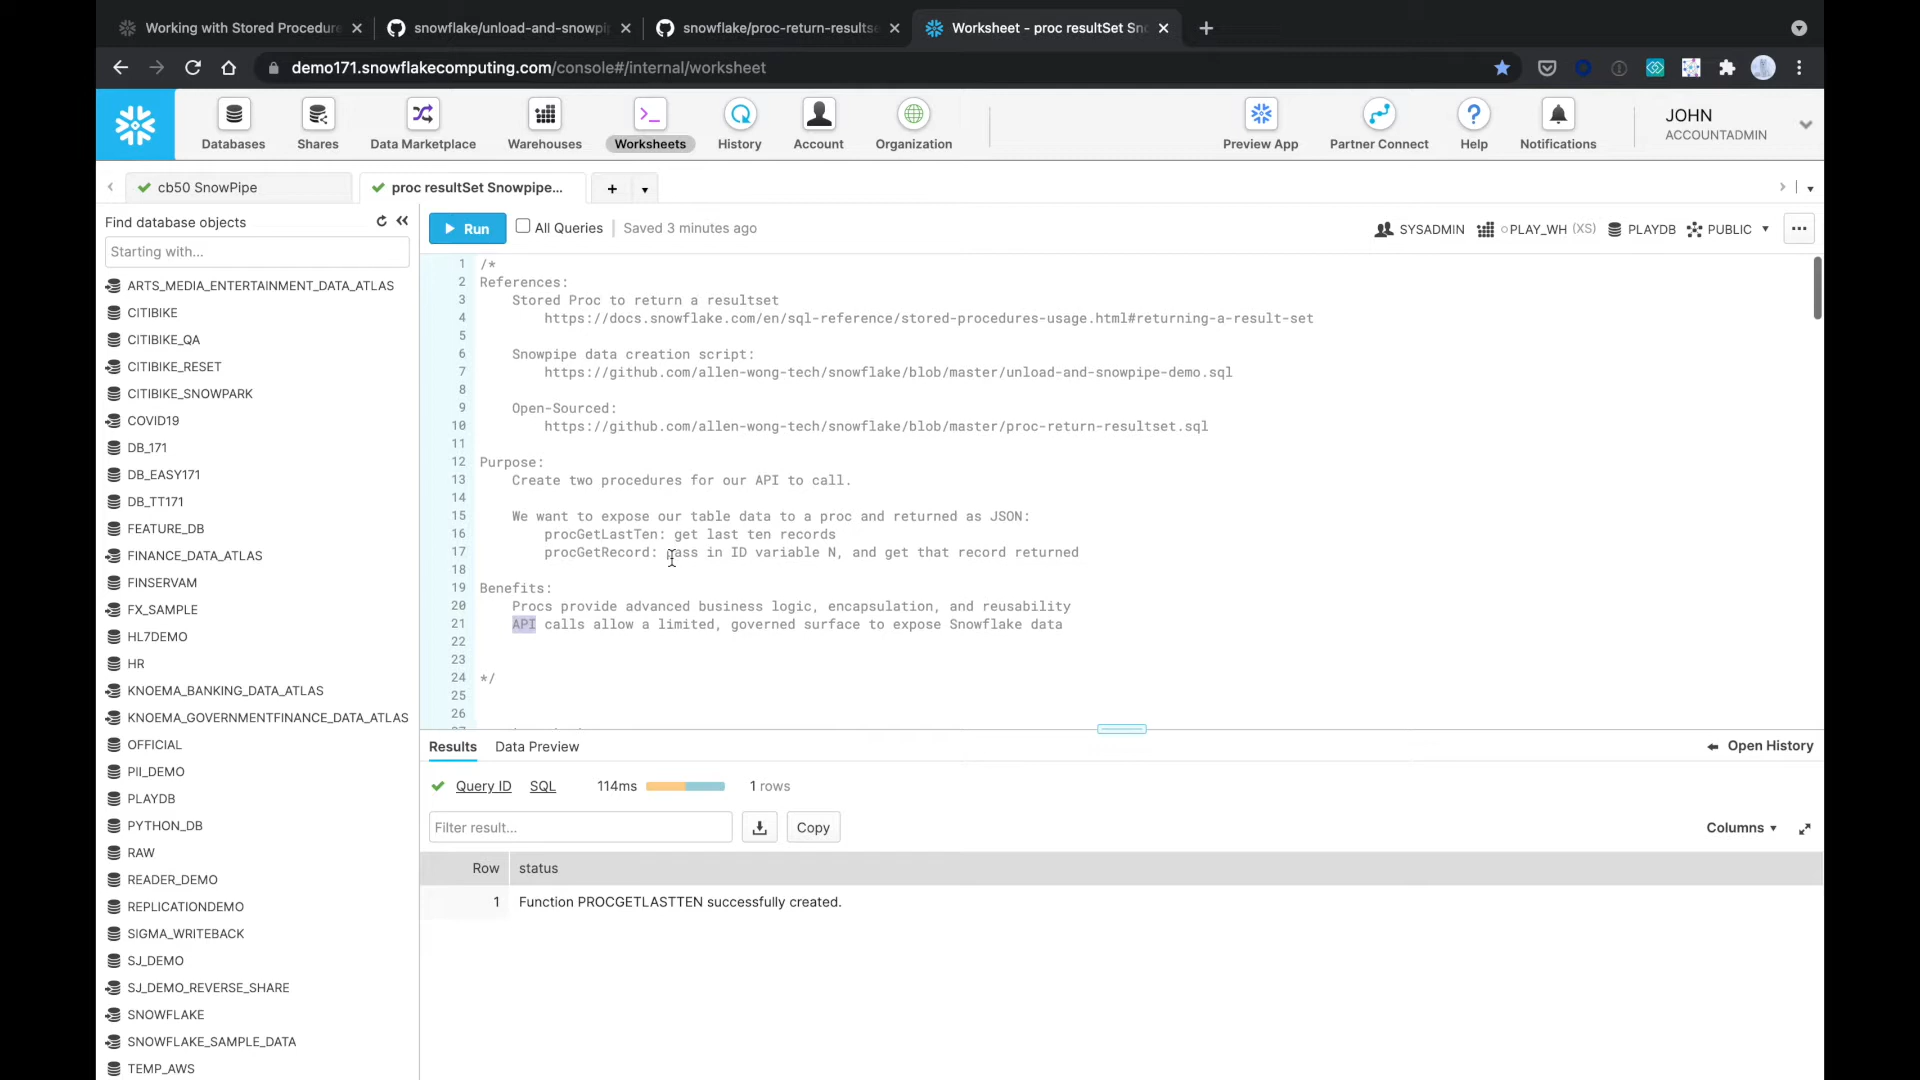 Working with Stored Procedure
snowflake/unload-and-snowpi
snowflake/proc-return-results
Worksheet - proc resultSet Sn
demo171.snowflakecomputing.com/console#/internal/worksheet
Databases
Shares
Data Marketplace
Warehouses
Worksheets
History
Account
Organization
Preview App
Partner Connect
Help
Notifications
JOHN
ACCOUNTADMIN
cb50 SnowPipe
proc resultSet Snowpipe...
Find database objects
Starting with...
ARTS_MEDIA_ENTERTAINMENT_DATA_ATLAS
CITIBIKE
CITIBIKE_QA
CITIBIKE_RESET
CITIBIKE_SNOWPARK
COVID19
DB_171
DB_EASY171
DB_TT171
FEATURE_DB
FINANCE_DATA_ATLAS
FINSERVAM
FX_SAMPLE
HL7DEMO
HR
KNOEMA_BANKING_DATA_ATLAS
KNOEMA_GOVERNMENTFINANCE_DATA_ATLAS
OFFICIAL
PII_DEMO
PLAYDB
PYTHON_DB
RAW
READER_DEMO
REPLICATIONDEMO
SIGMA_WRITEBACK
SJ_DEMO
SJ_DEMO_REVERSE_SHARE
SNOWFLAKE
SNOWFLAKE_SAMPLE_DATA
TEMP_AWS
Run All Queries Saved 3 minutes ago
SYSADMIN PLAY_WH (XS) PLAYDB PUBLIC
1 /*
2 References:
3 Stored Proc to return a resultset
4 https://docs.snowflake.com/en/sql-reference/stored-procedures-usage.html#returning-a-result-set
5
6 Snowpipe data creation script:
7 https://github.com/allen-wong-tech/snowflake/blob/master/unload-and-snowpipe-demo.sql
8
9 Open-Sourced:
10 https://github.com/allen-wong-tech/snowflake/blob/master/proc-return-resultset.sql
11
12 Purpose:
13 Create two procedures for our API to call.
14
15 We want to expose our table data to a proc and returned as JSON:
16 procGetLastTen: get last ten records
17 procGetRecord: pass in ID variable N, and get that record returned
18
19 Benefits:
20 Procs provide advanced business logic, encapsulation, and reusability
21 API calls allow a limited, governed surface to expose Snowflake data
22
23
24 */
25
26
Results Data Preview
Open History
Query ID SQL 114ms 1 rows
Filter result... Copy
Columns
Row status
1 Function PROCGETLASTTEN successfully created.